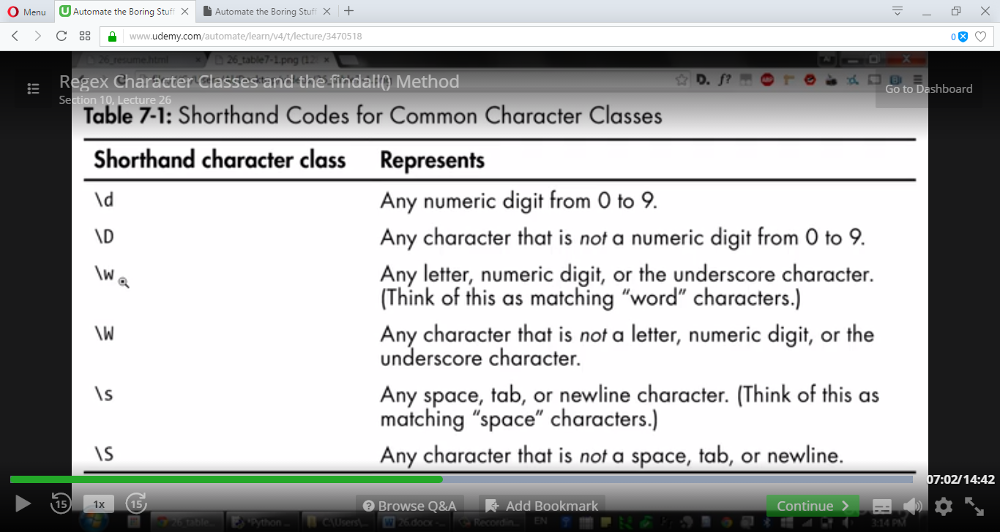 Menu
Automate the Boring Stuff
Automate the Boring Stuff
www.udemy.com/automate/learn/v4/t/lecture/3470518
0
26_resume.html
26_table7-1.png (12
Regex Character Classes and the findall() Method
Section 10, Lecture 26
D.
f?
ABP
Go to Dashboard
Table 7-1: Shorthand Codes for Common Character Classes
Shorthand character class Represents
\d Any numeric digit from 0 to 9.
\D Any character that is not a numeric digit from 0 to 9.
\w Any letter, numeric digit, or the underscore character.
(Think of this as matching “word” characters.)
\W Any character that is not a letter, numeric digit, or the
underscore character.
\s Any space, tab, or newline character. (Think of this as
matching “space” characters.)
\S Any character that is not a space, tab, or newline.
07:02/14:42
15
1x
15
Browse Q&A
Add Bookmark
Continue
26_table...
*Python ...
C:\Users\...
26.docx -...
Recordin...
EN
3:14 PM